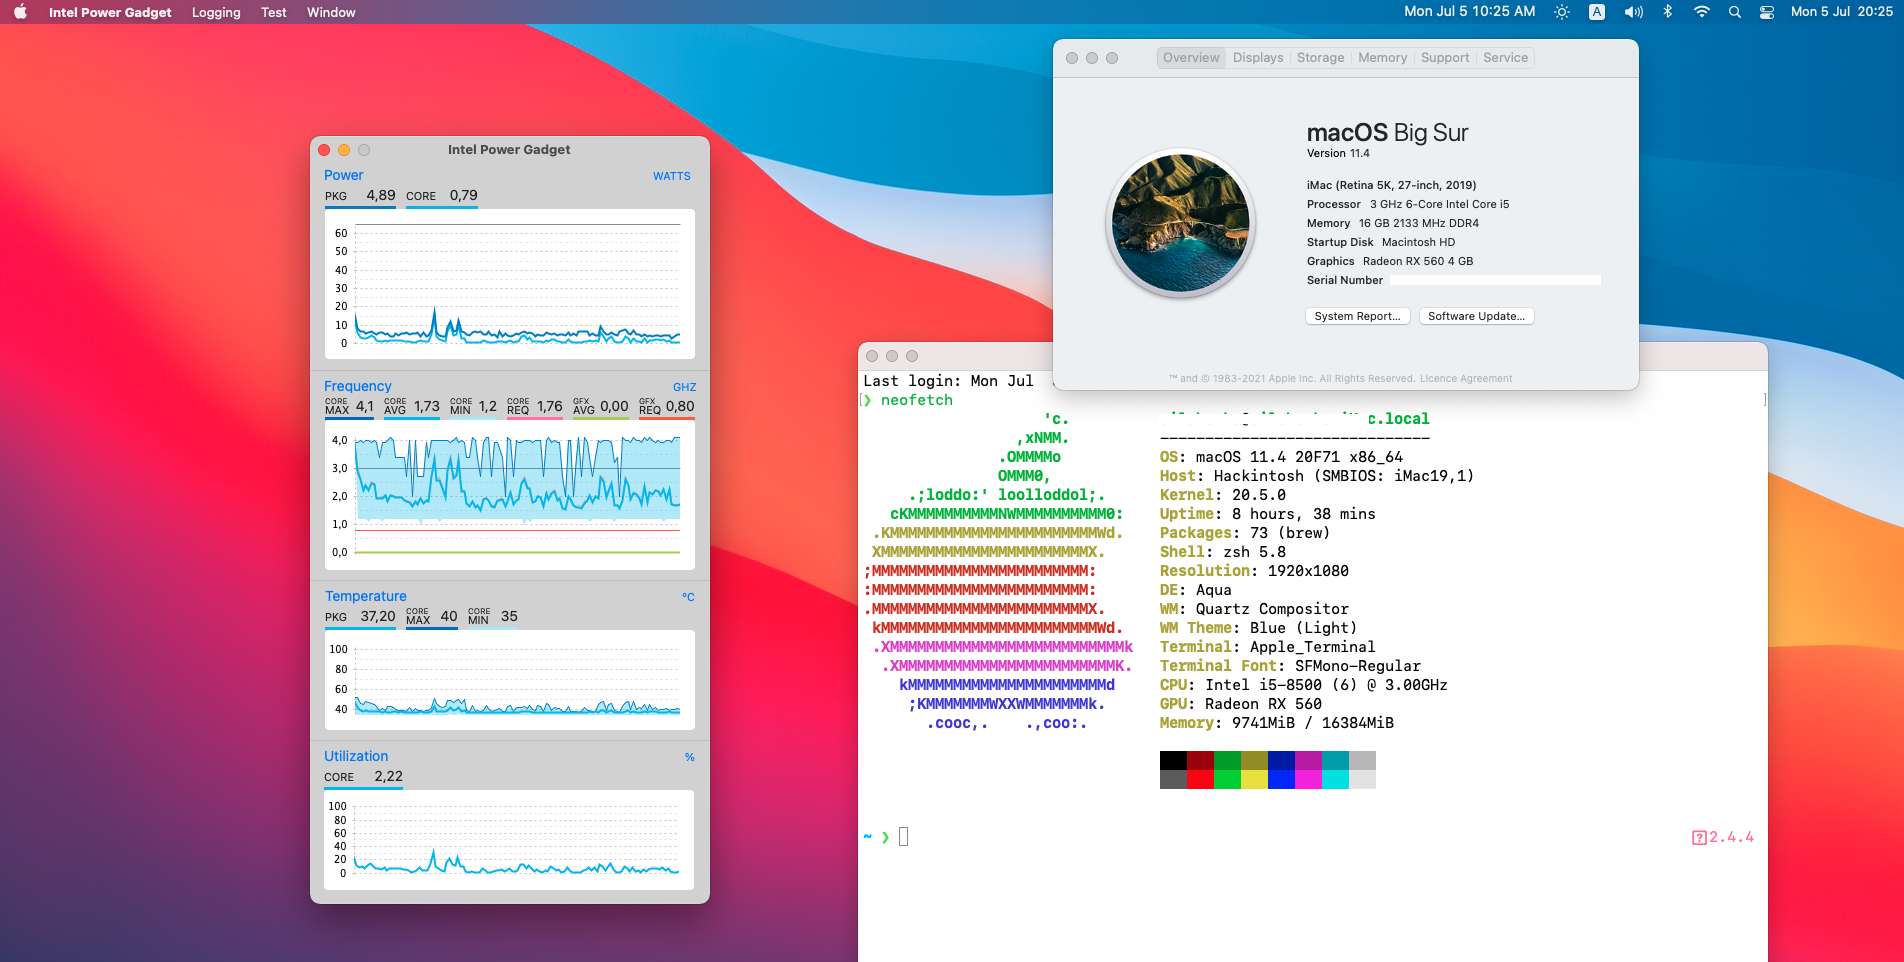 Intel Power Gadget Logging Test Window
Mon Jul 5 10:25 AM A Mon 5 Jul 20:25
Intel Power Gadget
Power WATTS
PKG 4,89 CORE 0,79
60
50
40
30
20
10
0
Frequency GHZ
CORE MAX 4,1 CORE AVG 1,73 CORE MIN 1,2 CORE REQ 1,76 GFX AVG 0,00 GFX REQ 0,80
4,0
3,0
2,0
1,0
0,0
Temperature °C
PKG 37,20 CORE MAX 40 CORE MIN 35
100
80
60
40
Utilization %
CORE 2,22
100
80
60
40
20
0
Overview Displays Storage Memory Support Service
macOS Big Sur
Version 11.4
iMac (Retina 5K, 27-inch, 2019)
Processor 3 GHz 6-Core Intel Core i5
Memory 16 GB 2133 MHz DDR4
Startup Disk Macintosh HD
Graphics Radeon RX 560 4 GB
Serial Number
System Report... Software Update...
™ and © 1983-2021 Apple Inc. All Rights Reserved. Licence Agreement
Last login: Mon Jul
[❯ neofetch ]
'c. c.local
,xNMM. ------------------------------
.OMMMMo OS: macOS 11.4 20F71 x86_64
OMMM0, Host: Hackintosh (SMBIOS: iMac19,1)
.;loddo:' loolloddol;. Kernel: 20.5.0
cKMMMMMMMMMMNWMMMMMMMMMM0: Uptime: 8 hours, 38 mins
.KMMMMMMMMMMMMMMMMMMMMMMMWd. Packages: 73 (brew)
XMMMMMMMMMMMMMMMMMMMMMMMX. Shell: zsh 5.8
;MMMMMMMMMMMMMMMMMMMMMMMM: Resolution: 1920x1080
:MMMMMMMMMMMMMMMMMMMMMMMM: DE: Aqua
.MMMMMMMMMMMMMMMMMMMMMMMMX. WM: Quartz Compositor
kMMMMMMMMMMMMMMMMMMMMMMMMWd. WM Theme: Blue (Light)
.XMMMMMMMMMMMMMMMMMMMMMMMMMMk Terminal: Apple_Terminal
.XMMMMMMMMMMMMMMMMMMMMMMMMK. Terminal Font: SFMono-Regular
kMMMMMMMMMMMMMMMMMMMMMMd CPU: Intel i5-8500 (6) @ 3.00GHz
;KMMMMMMMWXXWMMMMMMMk. GPU: Radeon RX 560
.cooc,. .,coo:. Memory: 9741MiB / 16384MiB
~ ❯ 2.4.4